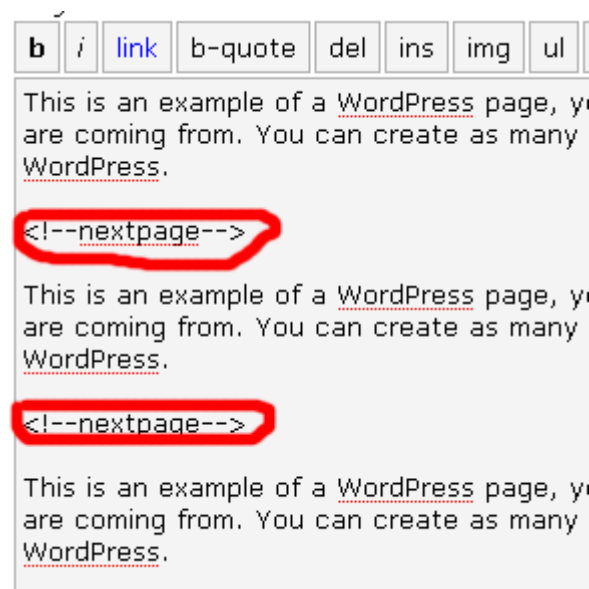 b i link b-quote del ins img ul
This is an example of a WordPress page,
are coming from. You can create as many
WordPress.
<!--nextpage-->
This is an example of a WordPress page,
are coming from. You can create as many
WordPress.
<!--nextpage-->
This is an example of a WordPress page,
are coming from. You can create as many
WordPress.